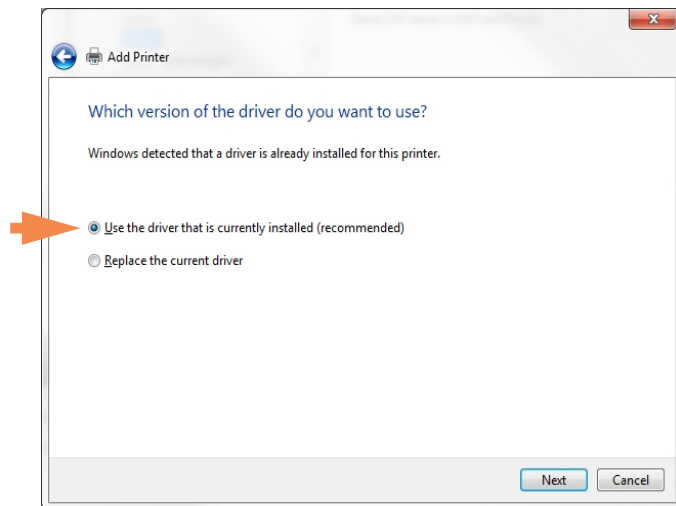 Add Printer
Which version of the driver do you want to use?
Windows detected that a driver is already installed for this printer.
Use the driver that is currently installed (recommended)
Replace the current driver
Next Cancel